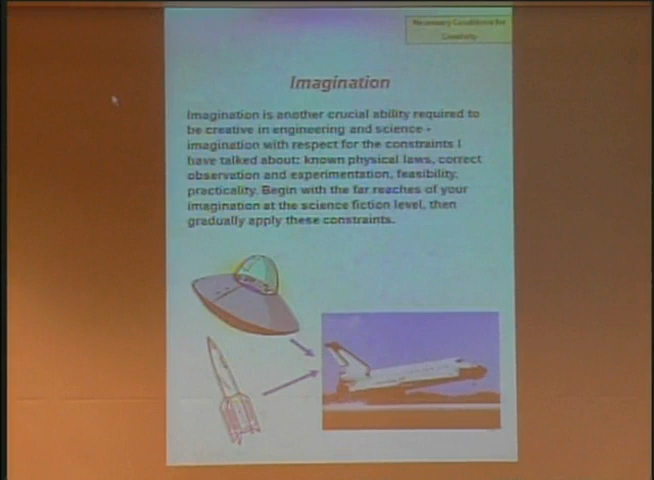 Necessary Conditions for
Creativity
Imagination
Imagination is another crucial ability required to
be creative in engineering and science -
imagination with respect for the constraints I
have talked about: known physical laws, correct
observation and experimentation, feasibility,
practicality. Begin with the far reaches of your
imagination at the science fiction level, then
gradually apply these constraints.